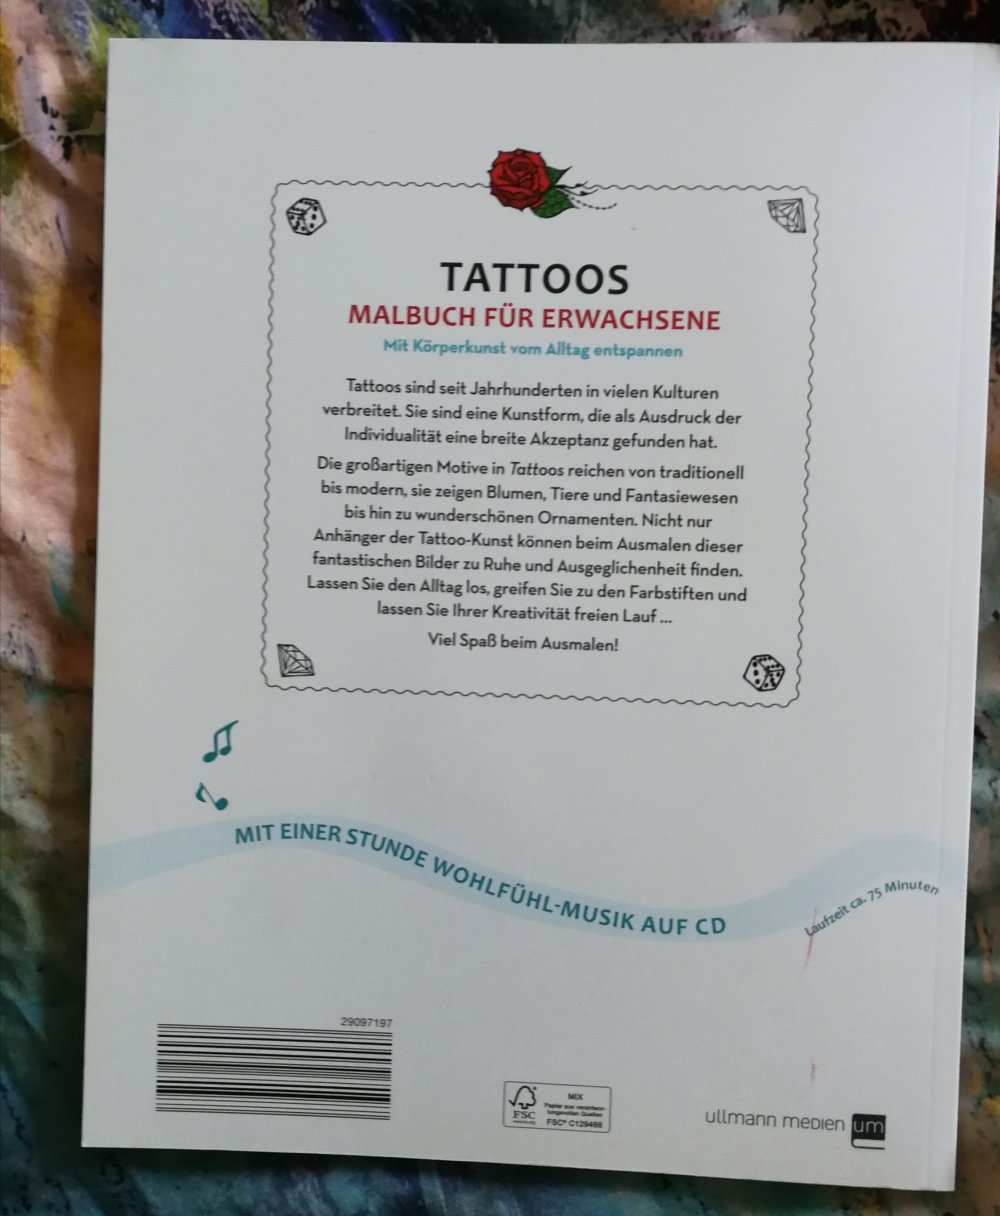 TATTOOS
MALBUCH FÜR ERWACHSENE
Mit Körperkunst vom Alltag entspannen
Tattoos sind seit Jahrhunderten in vielen Kulturen
verbreitet. Sie sind eine Kunstform, die als Ausdruck der
Individualität eine breite Akzeptanz gefunden hat.
Die großartigen Motive in Tattoos reichen von traditionell
bis modern, sie zeigen Blumen, Tiere und Fantasiewesen
bis hin zu wunderschönen Ornamenten. Nicht nur
Anhänger der Tattoo-Kunst können beim Ausmalen dieser
fantastischen Bilder zu Ruhe und Ausgeglichenheit finden.
Lassen Sie den Alltag los, greifen Sie zu den Farbstiften und
lassen Sie Ihrer Kreativität freien Lauf ...
Viel Spaß beim Ausmalen!
MIT EINER STUNDE WOHLFÜHL-MUSIK AUF CD
Laufzeit ca. 75 Minuten
29097197
FSC
MIX
Papier aus verantwor-
tungsvollen Quellen
FSC® C129466
ullmann medien um